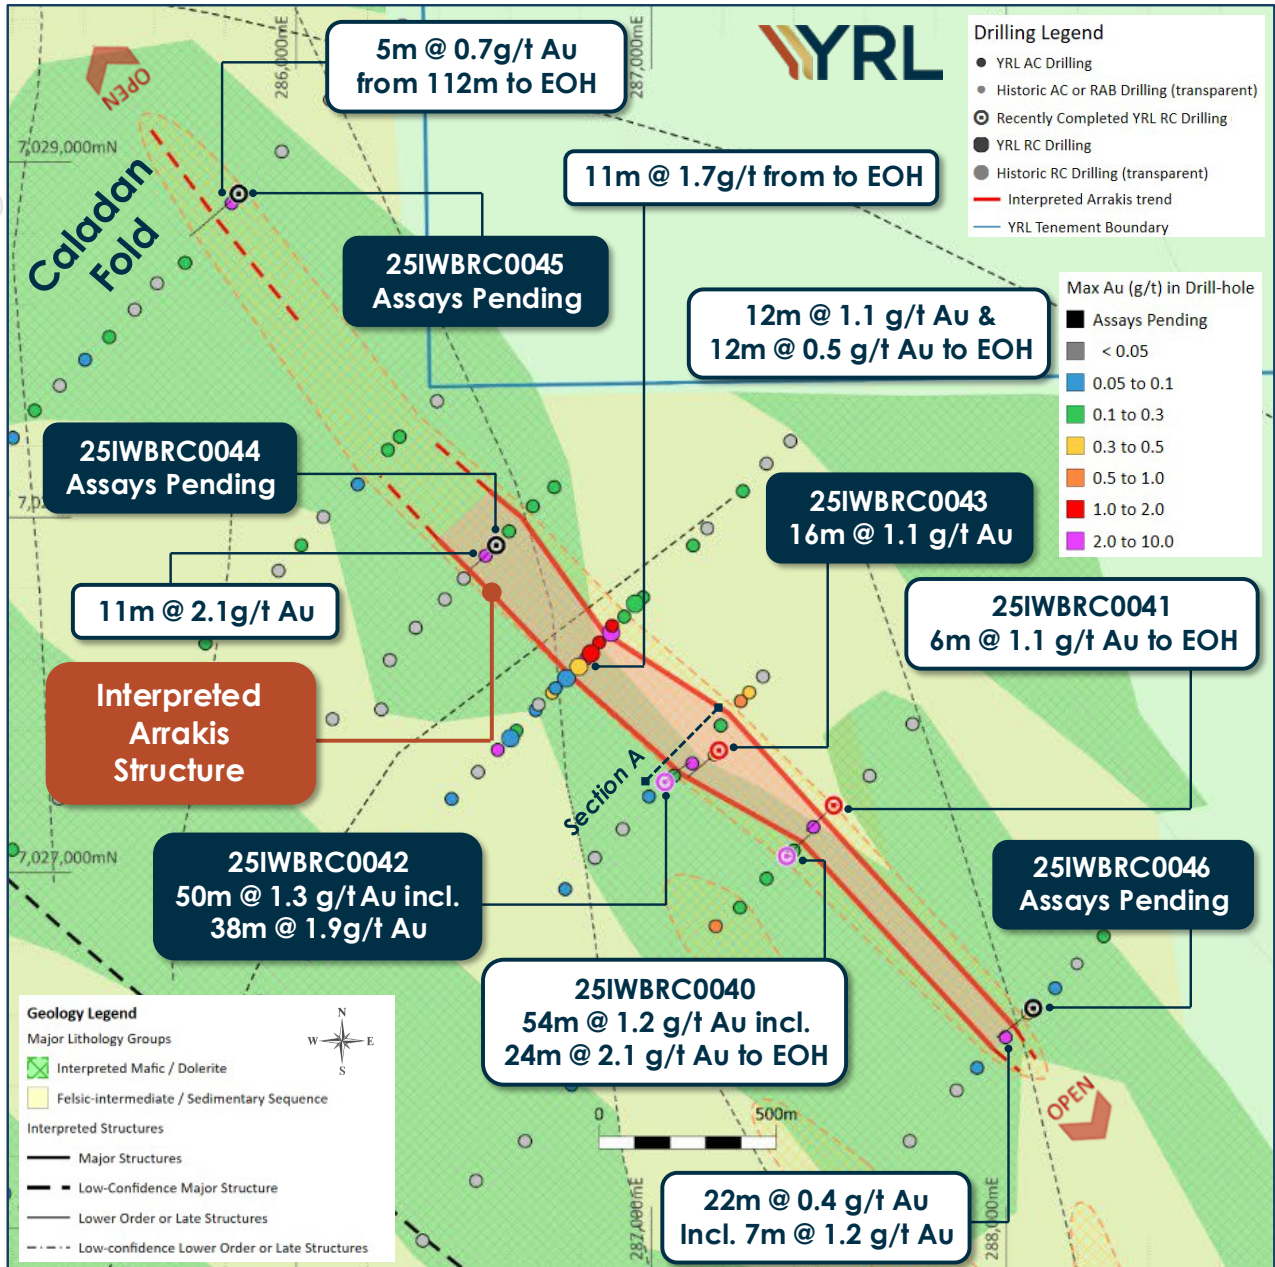 5m @ 0.7g/t Au
from 112m to EOH
YRL
OPEN
286,000mE
287,000mE
7,029,000mN
Caladan
Fold
11m @ 1.7g/t from to EOH
25IWBRC0045
Assays Pending
12m @ 1.1 g/t Au &
12m @ 0.5 g/t Au to EOH
Drilling Legend
YRL AC Drilling
Historic AC or RAB Drilling (transparent)
Recently Completed YRL RC Drilling
YRL RC Drilling
Historic RC Drilling (transparent)
Interpreted Arrakis trend
YRL Tenement Boundary
Max Au (g/t) in Drill-hole
Assays Pending
< 0.05
0.05 to 0.1
0.1 to 0.3
0.3 to 0.5
0.5 to 1.0
1.0 to 2.0
2.0 to 10.0
25IWBRC0044
Assays Pending
25IWBRC0043
16m @ 1.1 g/t Au
11m @ 2.1g/t Au
25IWBRC0041
6m @ 1.1 g/t Au to EOH
Interpreted
Arrakis
Structure
Section A
7,027,000mN
25IWBRC0042
50m @ 1.3 g/t Au incl.
38m @ 1.9g/t Au
25IWBRC0046
Assays Pending
25IWBRC0040
54m @ 1.2 g/t Au incl.
24m @ 2.1 g/t Au to EOH
OPEN
Geology Legend
Major Lithology Groups
Interpreted Mafic / Dolerite
Felsic-intermediate / Sedimentary Sequence
Interpreted Structures
Major Structures
Low-Confidence Major Structure
Lower Order or Late Structures
Low-confidence Lower Order or Late Structures
N
W
E
S
0
500m
22m @ 0.4 g/t Au
Incl. 7m @ 1.2 g/t Au
287,000mE
288,000mE